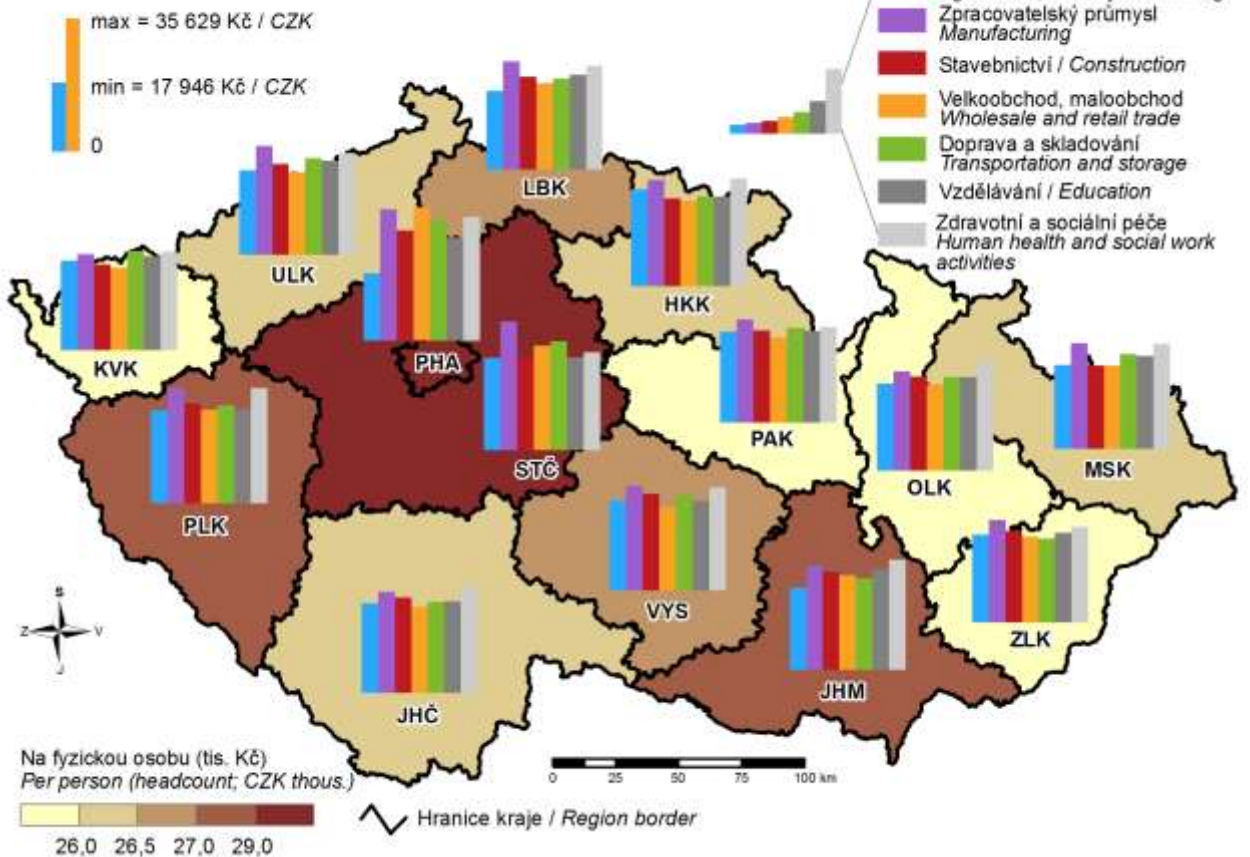 max = 35 629 Kč / CZK
min = 17 946 Kč / CZK
0
Zpracovatelský průmysl
Manufacturing
Stavebnictví / Construction
Velkoobchod, maloobchod
Wholesale and retail trade
Doprava a skladování
Transportation and storage
Vzdělávání / Education
Zdravotní a sociální péče
Human health and social work
activities
LBK
ULK
HKK
KVK
PHA
PAK
STČ
MSK
OLK
PLK
VYS
ZLK
JHM
JHČ
S
Z V
J
Na fyzickou osobu (tis. Kč)
Per person (headcount; CZK thous.)
26,0 26,5 27,0 29,0
0 25 50 75 100 km
Hranice kraje / Region border